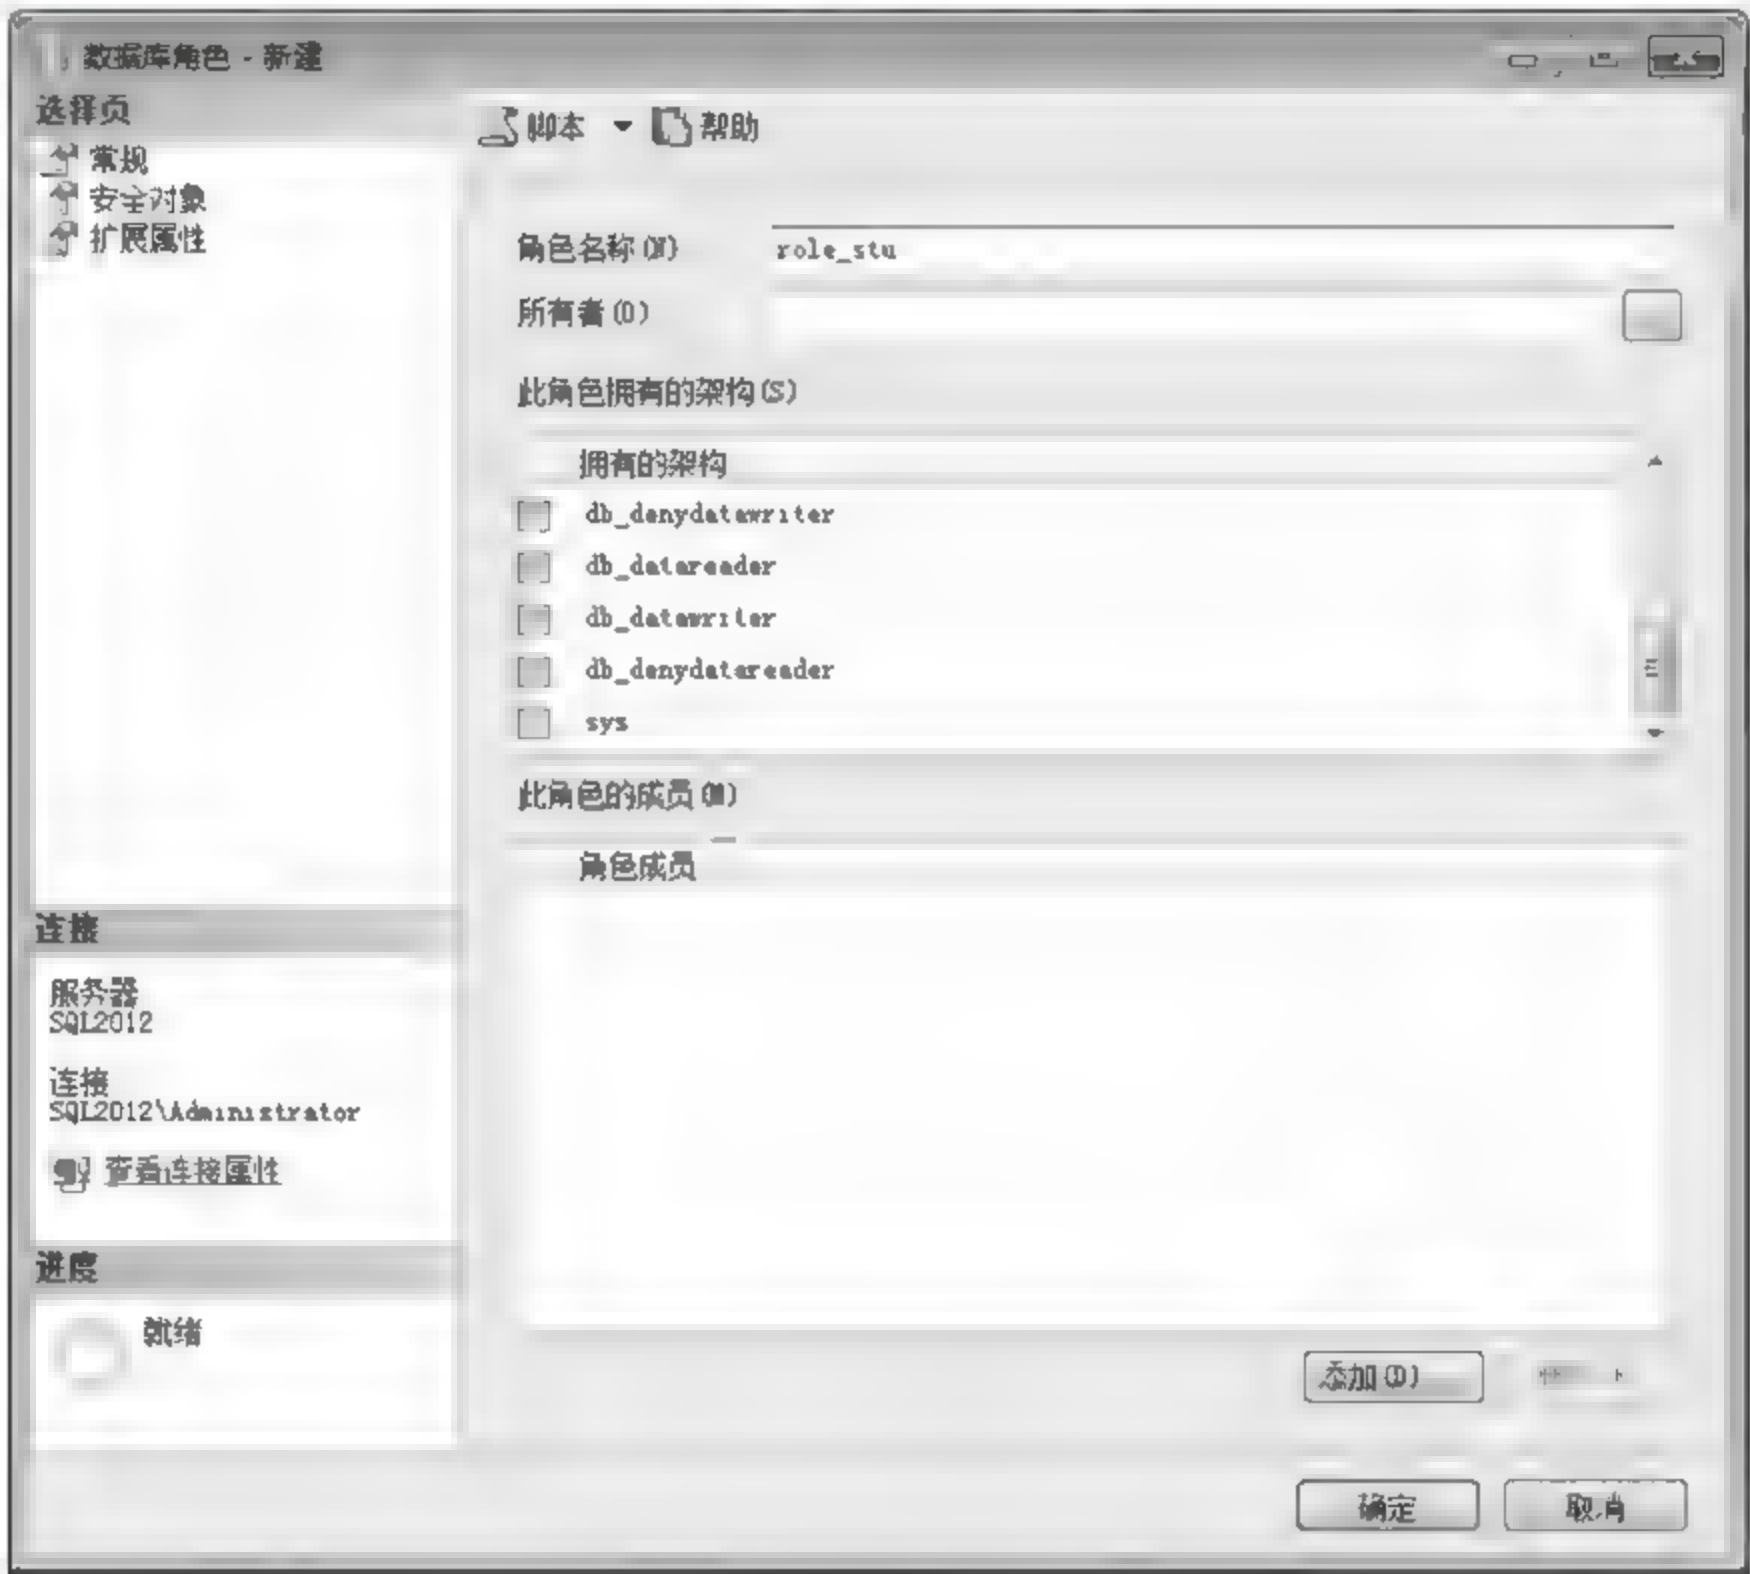 数据库角色 - 新建
选择页
常规
安全对象
扩展属性
脚本
帮助
角色名称(N)
role_stu
所有者(O)
此角色拥有的架构(S)
拥有的架构
db_denydatawriter
db_datareader
db_datawriter
db_denydatareader
sys
此角色的成员(M)
角色成员
连接
服务器
SQL2012
连接
SQL2012\Administrator
查看连接属性
进度
就绪
添加(D)
确定
取消